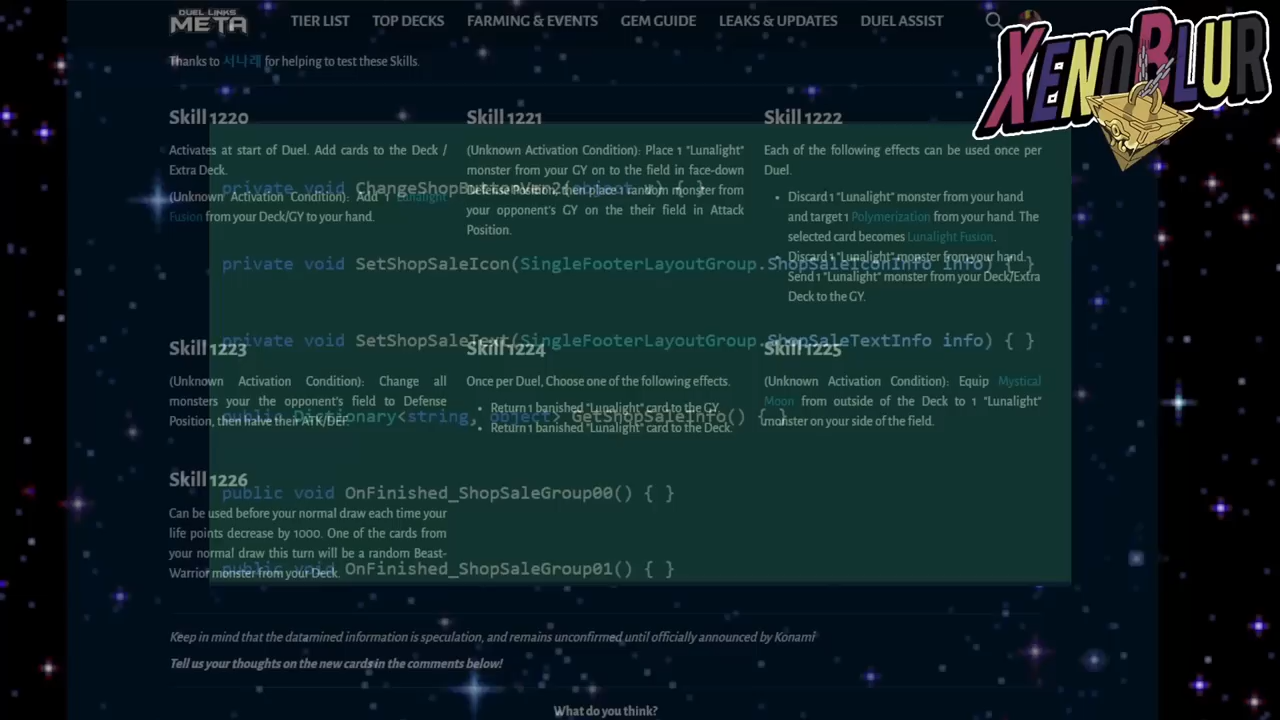 DUEL LINKS
META
TIER LIST
TOP DECKS
FARMING & EVENTS
GEM GUIDE
LEAKS & UPDATES
DUEL ASSIST
XENOBLUR
Thanks to 서나래 for helping to test these Skills.
Skill 1220
Activates at start of Duel. Add cards to the Deck /
Extra Deck.
(Unknown Activation Condition): Add 1 Lunalight
Fusion from your Deck/GY to your hand.
Skill 1221
(Unknown Activation Condition): Place 1 "Lunalight"
monster from your GY on to the field in face-down
Defense Position, then place 1 random monster from
your opponent's GY on the their field in Attack
Position.
Skill 1222
Each of the following effects can be used once per
Duel.
• Discard 1 "Lunalight" monster from your hand
and target 1 Polymerization from your hand. The
selected card becomes Lunalight Fusion.
• Discard 1 "Lunalight" monster from your hand.
Send 1 "Lunalight" monster from your Deck/Extra
Deck to the GY.
Skill 1223
(Unknown Activation Condition): Change all
monsters your the opponent's field to Defense
Position, then halve their ATK/DEF.
Skill 1224
Once per Duel, Choose one of the following effects.
• Return 1 banished "Lunalight" card to the GY.
• Return 1 banished "Lunalight" card to the Deck.
Skill 1225
(Unknown Activation Condition): Equip Mystical
Moon from outside of the Deck to 1 "Lunalight"
monster on your side of the field.
Skill 1226
Can be used before your normal draw each time your
life points decrease by 1000. One of the cards from
your normal draw this turn will be a random Beast-
Warrior monster from your Deck.
private void ChangeShopButtonVer2(object v) { }
private void SetShopSaleIcon(SingleFooterLayoutGroup.ShopSaleIconInfo info) { }
private void SetShopSaleText(SingleFooterLayoutGroup.ShopSaleTextInfo info) { }
public Dictionary<string, object> GetShopSaleInfo() { }
public void OnFinished_ShopSaleGroup00() { }
public void OnFinished_ShopSaleGroup01() { }
Keep in mind that the datamined information is speculation, and remains unconfirmed until officially announced by Konami
Tell us your thoughts on the new cards in the comments below!
What do you think?